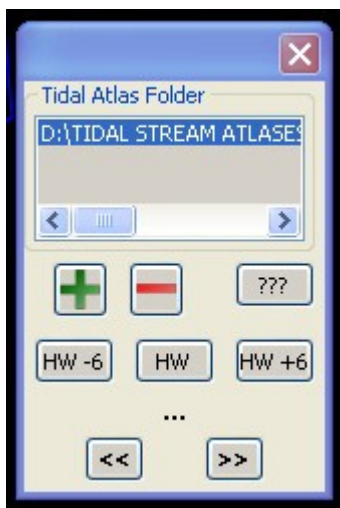 Tidal Atlas Folder
D:\TIDAL STREAM ATLASES
???
HW -6 HW HW +6
...
<< >>